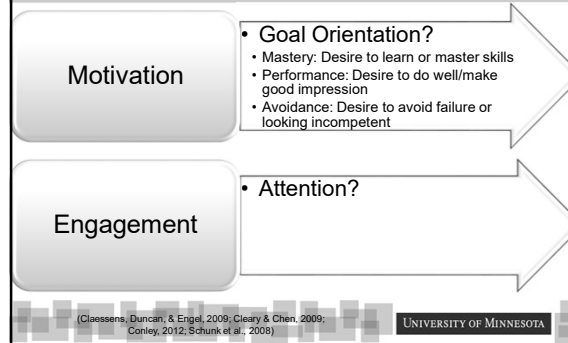 Motivation
• Goal Orientation?
• Mastery: Desire to learn or master skills
• Performance: Desire to do well/make
good impression
• Avoidance: Desire to avoid failure or
looking incompetent
Engagement
• Attention?
(Claessens, Duncan, & Engel, 2009; Cleary & Chen, 2009;
Conley, 2012; Schunk et al., 2008)
UNIVERSITY OF MINNESOTA